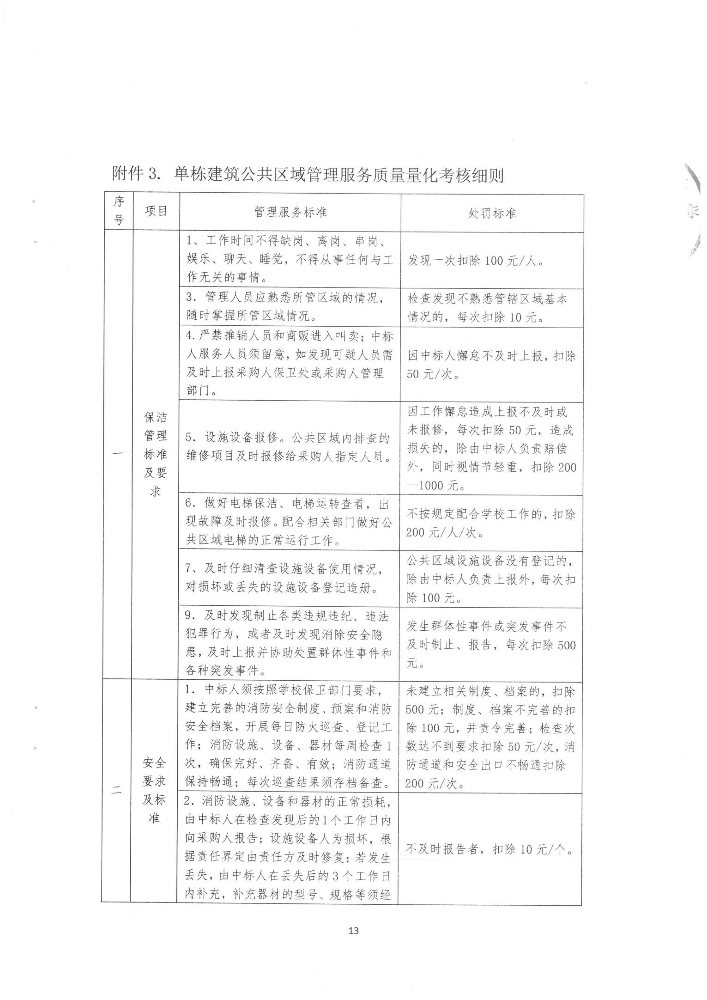 附件 3. 单栋建筑公共区域管理服务质量量化考核细则
序
号
项目
管理服务标准
处罚标准
一
保洁
管理
标准
及要
求
1、工作时间不得缺岗、离岗、串岗、
娱乐、聊天、睡觉，不得从事任何与工
作无关的事情。
发现一次扣除 100 元/人。
3. 管理人员应熟悉所管区域的情况，
随时掌握所管区域情况。
检查发现不熟悉管辖区域基本
情况的，每次扣除 10 元。
4. 严禁推销人员和商贩进入叫卖；中标
人服务人员须留意，如发现可疑人员需
及时上报采购人保卫处或采购人管理
部门。
因中标人懈怠不及时上报，扣除
50 元/次。
5. 设施设备报修。公共区域内排查的
维修项目及时报修给采购人指定人员。
因工作懈怠造成上报不及时或
未报修，每次扣除 50 元，造成
损失的，除由中标人负责赔偿
外，同时视情节轻重，扣除 200
—1000 元。
6. 做好电梯保洁、电梯运转查看，出
现故障及时报修。配合相关部门做好公
共区域电梯的正常运行工作。
不按规定配合学校工作的，扣除
200 元/人/次。
7、及时仔细清查设施设备使用情况，
对损坏或丢失的设施设备登记造册。
公共区域设施设备没有登记的，
除由中标人负责上报外，每次扣
除 100 元。
9. 及时发现制止各类违规违纪、违法
犯罪行为，或者及时发现消除安全隐
患，及时上报并协助处置群体性事件和
各种突发事件。
发生群体性事件或突发事件不
及时制止、报告，每次扣除 500
元。
二
安全
要求
及标
准
1. 中标人须按照学校保卫部门要求，
建立完善的消防安全制度、预案和消防
安全档案，开展每日防火巡查、登记工
作；消防设施、设备、器材每周检查 1
次，确保完好、齐备、有效；消防通道
保持畅通；每次巡查结果须存档备查。
未建立相关制度、档案的，扣除
500 元；制度、档案不完善的扣
除 100 元，并责令完善；检查次
数达不到要求扣除 50 元/次，消
防通道和安全出口不畅通扣除
200 元/次。
2. 消防设施、设备和器材的正常损耗，
由中标人在检查发现后的 1 个工作日内
向采购人报告；设施设备人为损坏，根
据责任界定由责任方及时修复；若发生
丢失，由中标人在丢失后的 3 个工作日
内补充，补充器材的型号、规格等须经
不及时报告者，扣除 10 元/个。
13